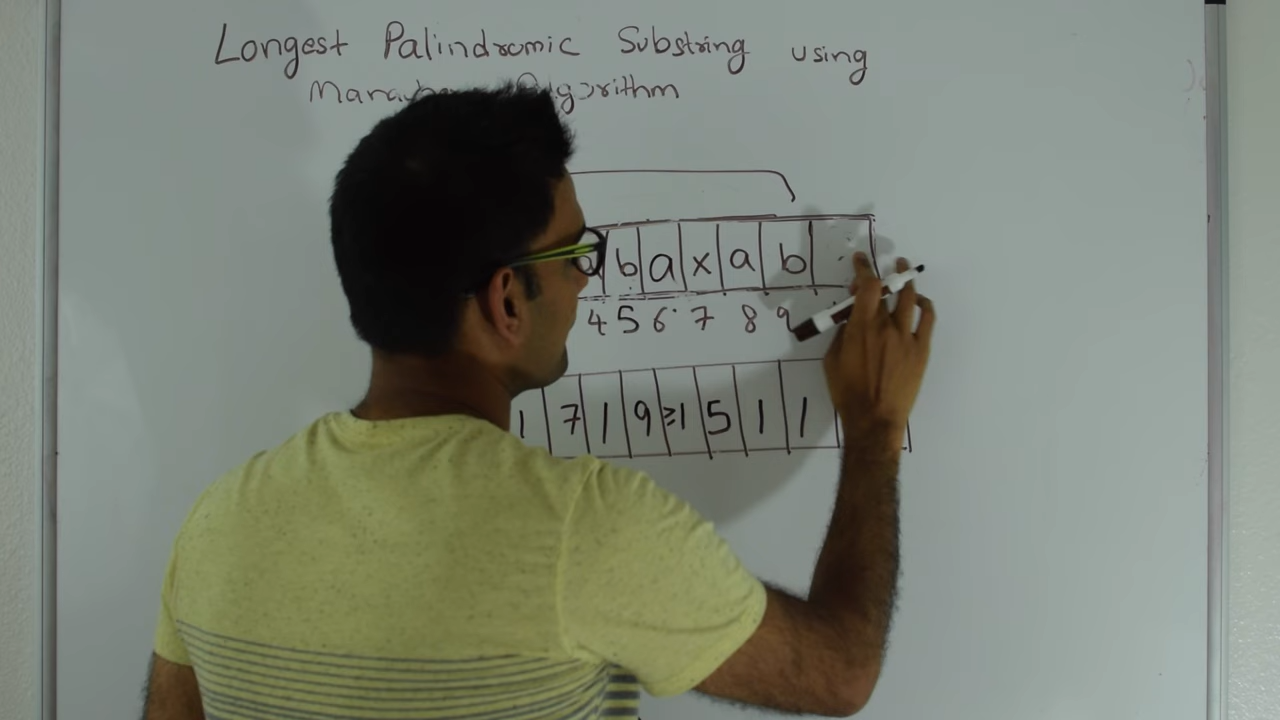 Longest Palindromic Substring using
Algorithm
a b a x a b
4 5 6 7 8 9
1 7 1 9 ≥1 5 1 1